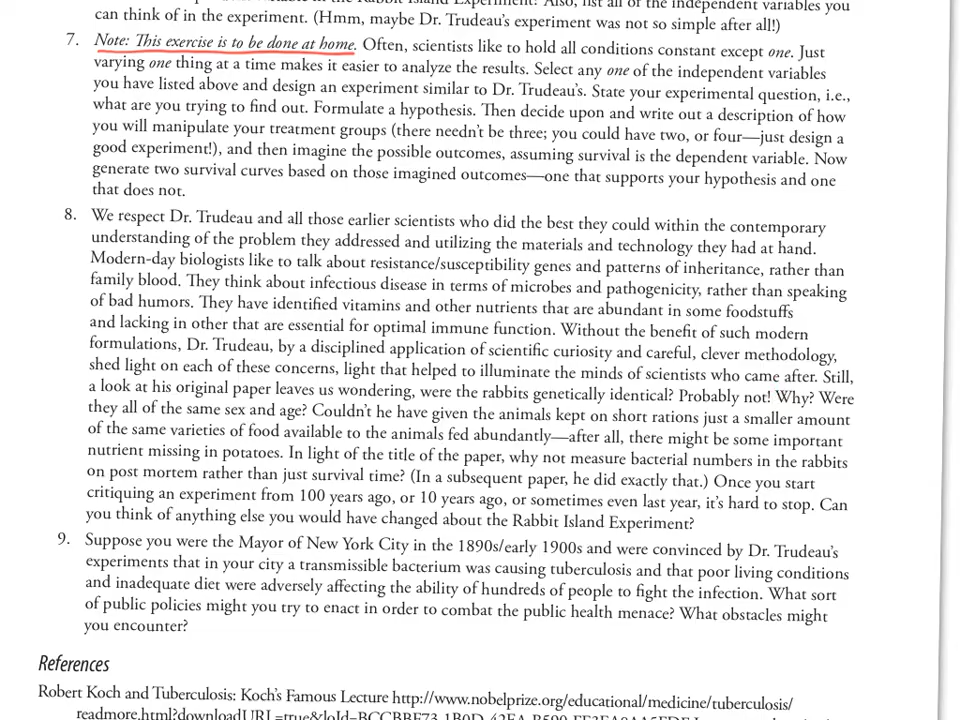 can think of in the experiment. (Hmm, maybe Dr. Trudeau's experiment was not so simple after all!)
7. Note: This exercise is to be done at home. Often, scientists like to hold all conditions constant except one. Just
varying one thing at a time makes it easier to analyze the results. Select any one of the independent variables
you have listed above and design an experiment similar to Dr. Trudeau's. State your experimental question, i.e.,
what are you trying to find out. Formulate a hypothesis. Then decide upon and write out a description of how
you will manipulate your treatment groups (there needn't be three; you could have two, or four—just design a
good experiment!), and then imagine the possible outcomes, assuming survival is the dependent variable. Now
generate two survival curves based on those imagined outcomes—one that supports your hypothesis and one
that does not.
8. We respect Dr. Trudeau and all those earlier scientists who did the best they could within the contemporary
understanding of the problem they addressed and utilizing the materials and technology they had at hand.
Modern-day biologists like to talk about resistance/susceptibility genes and patterns of inheritance, rather than
family blood. They think about infectious disease in terms of microbes and pathogenicity, rather than speaking
of bad humors. They have identified vitamins and other nutrients that are abundant in some foodstuffs
and lacking in other that are essential for optimal immune function. Without the benefit of such modern
formulations, Dr. Trudeau, by a disciplined application of scientific curiosity and careful, clever methodology,
shed light on each of these concerns, light that helped to illuminate the minds of scientists who came after. Still,
a look at his original paper leaves us wondering, were the rabbits genetically identical? Probably not! Why? Were
they all of the same sex and age? Couldn't he have given the animals kept on short rations just a smaller amount
of the same varieties of food available to the animals fed abundantly—after all, there might be some important
nutrient missing in potatoes. In light of the title of the paper, why not measure bacterial numbers in the rabbits
on post mortem rather than just survival time? (In a subsequent paper, he did exactly that.) Once you start
critiquing an experiment from 100 years ago, or 10 years ago, or sometimes even last year, it's hard to stop. Can
you think of anything else you would have changed about the Rabbit Island Experiment?
9. Suppose you were the Mayor of New York City in the 1890s/early 1900s and were convinced by Dr. Trudeau's
experiments that in your city a transmissible bacterium was causing tuberculosis and that poor living conditions
and inadequate diet were adversely affecting the ability of hundreds of people to fight the infection. What sort
of public policies might you try to enact in order to combat the public health menace? What obstacles might
you encounter?
References
Robert Koch and Tuberculosis: Koch's Famous Lecture http://www.nobelprize.org/educational/medicine/tuberculosis/